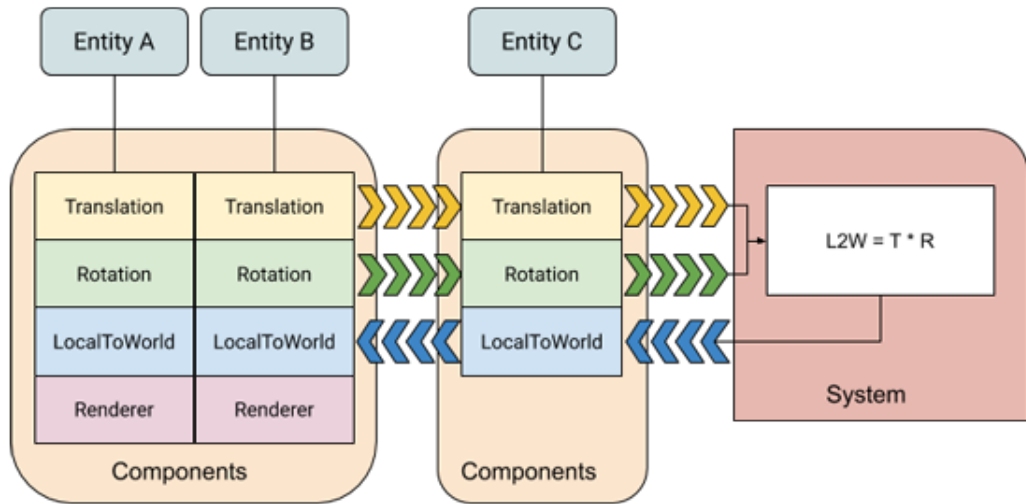 Entity A
Entity B
Entity C
Translation
Translation
Translation
L2W = T * R
Rotation
Rotation
Rotation
LocalToWorld
LocalToWorld
LocalToWorld
Renderer
Renderer
System
Components
Components